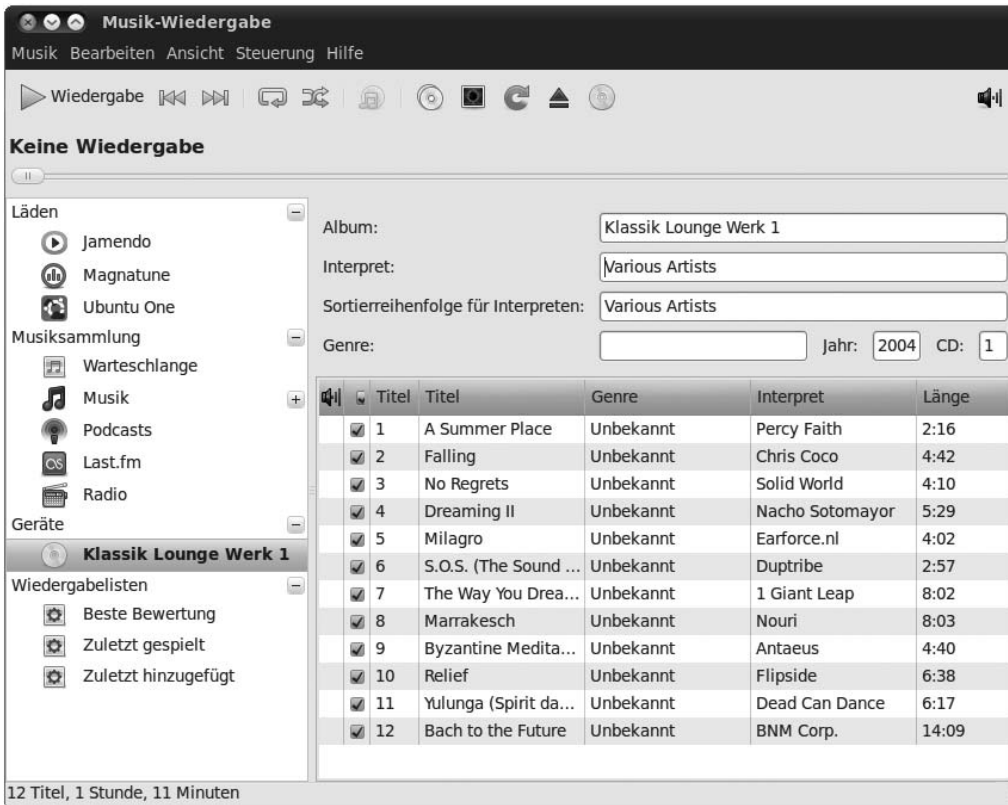 Musik-Wiedergabe
Musik Bearbeiten Ansicht Steuerung Hilfe
Wiedergabe
Keine Wiedergabe
Läden
Jamendo
Magnatune
Ubuntu One
Musiksammlung
Warteschlange
Musik
Podcasts
Last.fm
Radio
Geräte
Klassik Lounge Werk 1
Wiedergabelisten
Beste Bewertung
Zuletzt gespielt
Zuletzt hinzugefügt
Album: Klassik Lounge Werk 1
Interpret: Various Artists
Sortierreihenfolge für Interpreten: Various Artists
Genre: Jahr: 2004 CD: 1
Titel Titel Genre Interpret Länge
1 A Summer Place Unbekannt Percy Faith 2:16
2 Falling Unbekannt Chris Coco 4:42
3 No Regrets Unbekannt Solid World 4:10
4 Dreaming II Unbekannt Nacho Sotomayor 5:29
5 Milagro Unbekannt Earforce.nl 4:02
6 S.O.S. (The Sound ... Unbekannt Duptribe 2:57
7 The Way You Drea... Unbekannt 1 Giant Leap 8:02
8 Marrakesch Unbekannt Nouri 8:03
9 Byzantine Medita... Unbekannt Antaeus 4:40
10 Relief Unbekannt Flipside 6:38
11 Yulunga (Spirit da... Unbekannt Dead Can Dance 6:17
12 Bach to the Future Unbekannt BNM Corp. 14:09
12 Titel, 1 Stunde, 11 Minuten